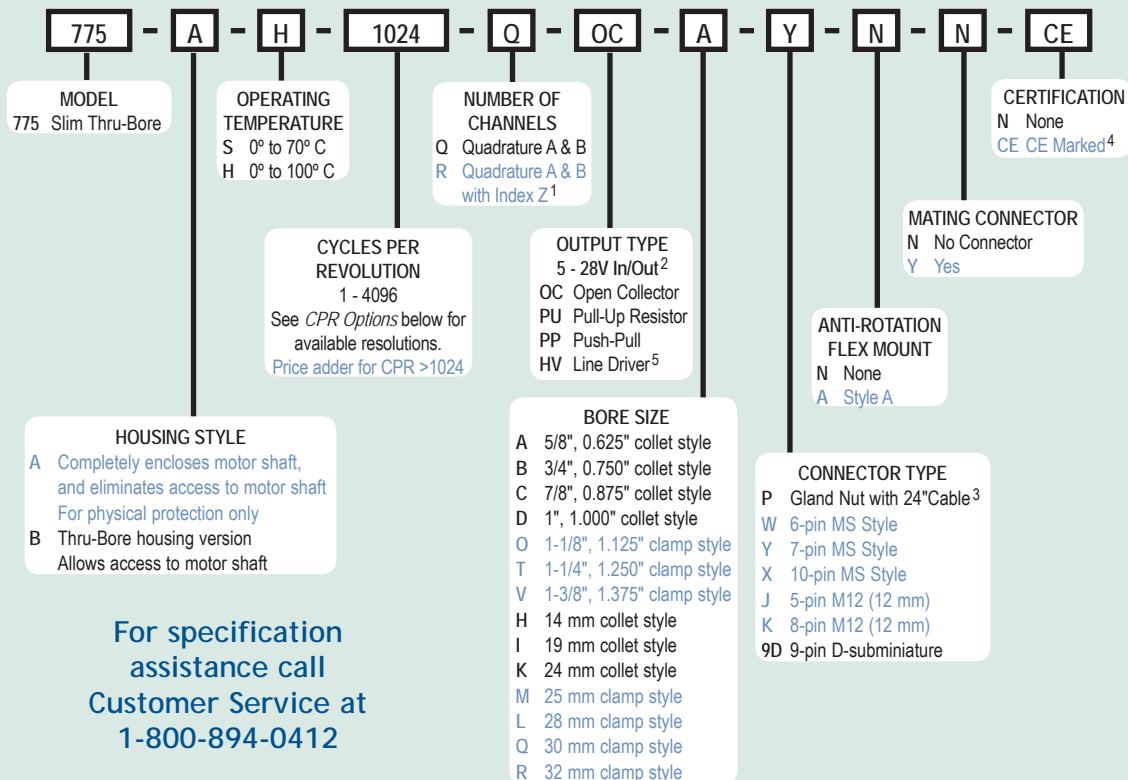 775 - A - H - 1024 - Q - OC - A - Y - N - N - CE
MODEL
775 Slim Thru-Bore
OPERATING
TEMPERATURE
S 0º to 70º C
H 0º to 100º C
NUMBER OF
CHANNELS
Q Quadrature A & B
R Quadrature A & B
with Index Z1
CERTIFICATION
N None
CE CE Marked4
MATING CONNECTOR
N No Connector
Y Yes
CYCLES PER
REVOLUTION
1 - 4096
See CPR Options below for
available resolutions.
Price adder for CPR >1024
OUTPUT TYPE
5 - 28V In/Out2
OC Open Collector
PU Pull-Up Resistor
PP Push-Pull
HV Line Driver5
ANTI-ROTATION
FLEX MOUNT
N None
A Style A
HOUSING STYLE
A Completely encloses motor shaft,
and eliminates access to motor shaft
For physical protection only
B Thru-Bore housing version
Allows access to motor shaft
BORE SIZE
A 5/8", 0.625" collet style
B 3/4", 0.750" collet style
C 7/8", 0.875" collet style
D 1", 1.000" collet style
O 1-1/8", 1.125" clamp style
T 1-1/4", 1.250" clamp style
V 1-3/8", 1.375" clamp style
H 14 mm collet style
I 19 mm collet style
K 24 mm collet style
M 25 mm clamp style
L 28 mm clamp style
Q 30 mm clamp style
R 32 mm clamp style
CONNECTOR TYPE
P Gland Nut with 24"Cable3
W 6-pin MS Style
Y 7-pin MS Style
X 10-pin MS Style
J 5-pin M12 (12 mm)
K 8-pin M12 (12 mm)
9D 9-pin D-subminiature
For specification
assistance call
Customer Service at
1-800-894-0412